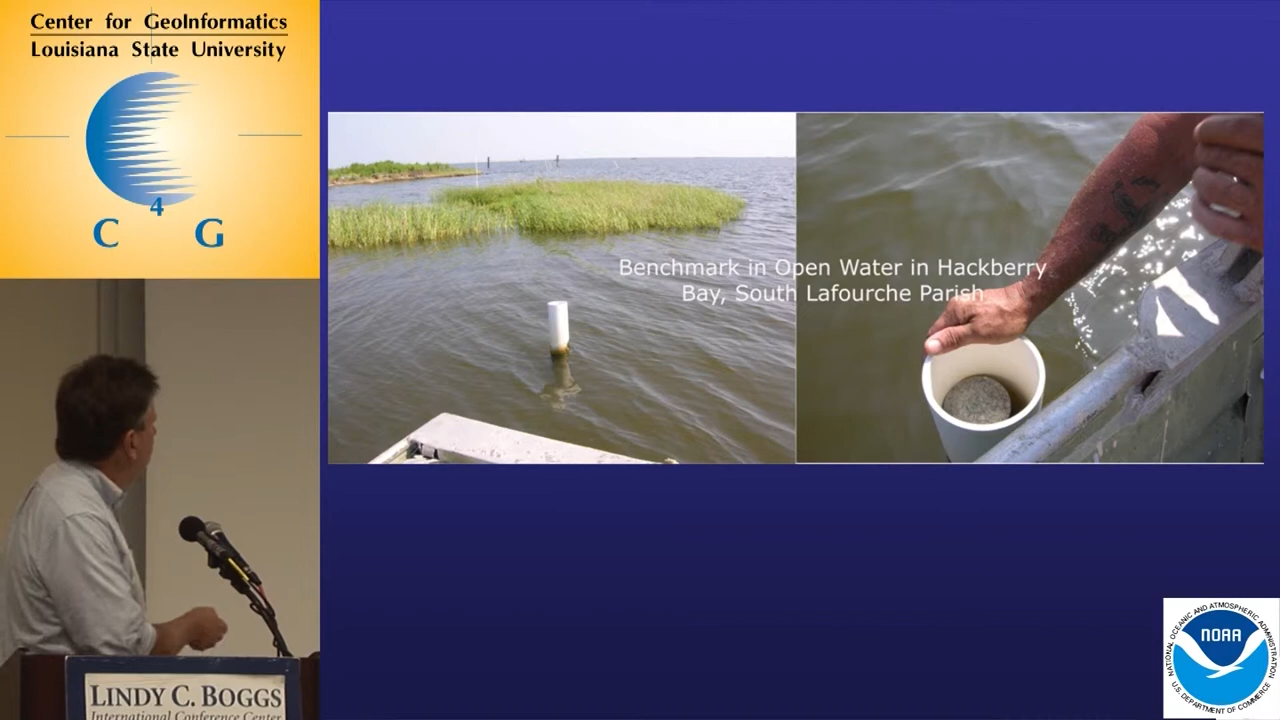 Center for GeoInformatics
Louisiana State University
C 4 G
Benchmark in Open Water in Hackberry
Bay, South Lafourche Parish
LINDY C. BOGGS
International Conference Center
NATIONAL OCEANIC AND ATMOSPHERIC ADMINISTRATION
NOAA
U.S. DEPARTMENT OF COMMERCE